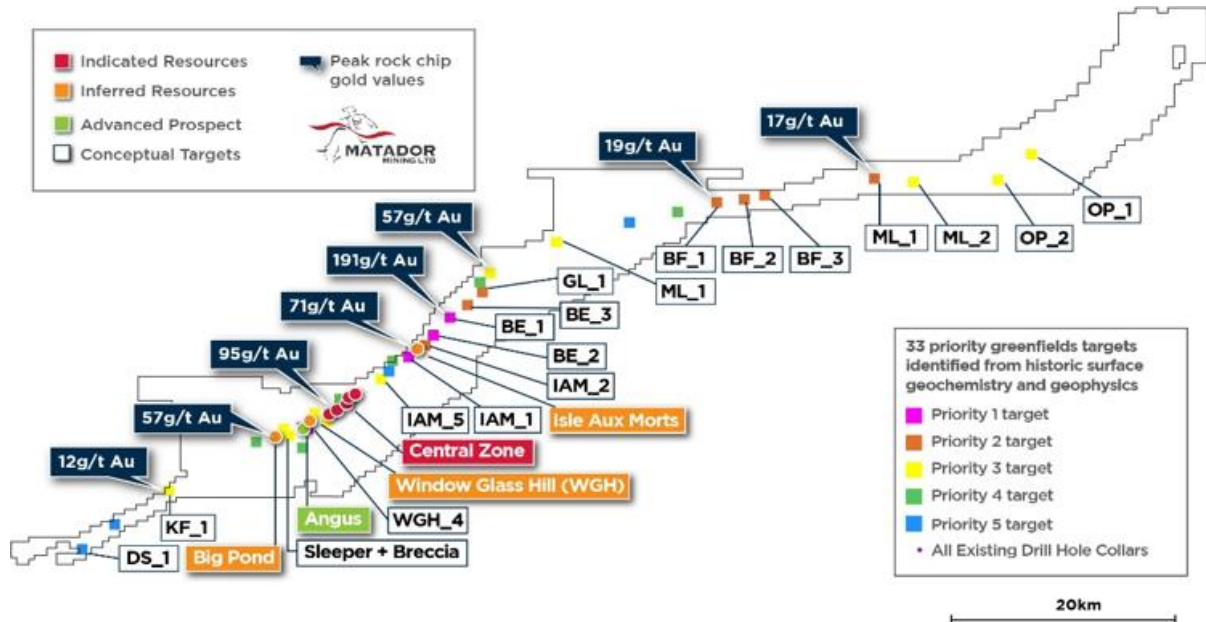 Indicated Resources
Inferred Resources
Advanced Prospect
Conceptual Targets
Peak rock chip
gold values
MATADOR
MINING LTD
17g/t Au
19g/t Au
57g/t Au
191g/t Au
71g/t Au
95g/t Au
57g/t Au
12g/t Au
OP_1
OP_2
ML_2
ML_1
BF_3
BF_2
BF_1
ML_1
GL_1
BE_3
BE_1
BE_2
IAM_2
Isle Aux Morts
IAM_1
IAM_5
Central Zone
Window Glass Hill (WGH)
WGH_4
Angus
Sleeper + Breccia
Big Pond
KF_1
DS_1
33 priority greenfields targets
identified from historic surface
geochemistry and geophysics
Priority 1 target
Priority 2 target
Priority 3 target
Priority 4 target
Priority 5 target
All Existing Drill Hole Collars
20km